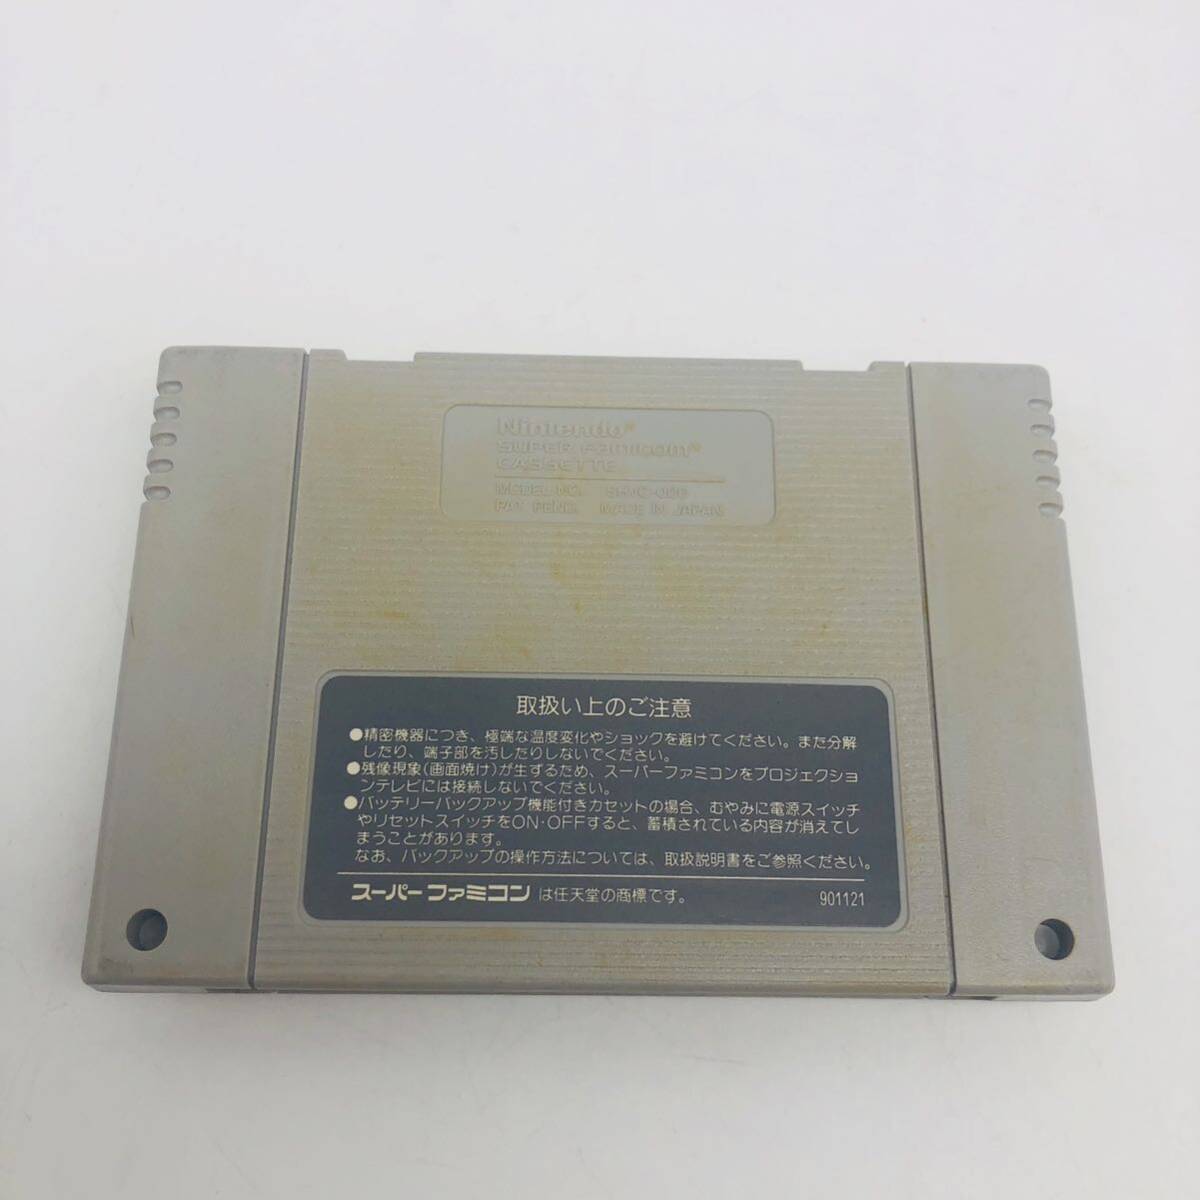 Nintendo®
SUPER FAMICOM®
CASSETTE
MODEL NO. SHVC-006
PAT. PEND. MADE IN JAPAN
取扱い上のご注意
●精密機器につき、極端な温度変化やショックを避けてください。また分解
したり、端子部を汚したりしないでください。
●残像現象(画面焼け)が生ずるため、スーパーファミコンをプロジェクショ
ンテレビには接続しないでください。
●バッテリーバックアップ機能付きカセットの場合、むやみに電源スイッチ
やリセットスイッチをON・OFFすると、蓄積されている内容が消えてし
まうことがあります。
なお、バックアップの操作方法については、取扱説明書をご参照ください。
スーパーファミコン は任天堂の商標です。 901121